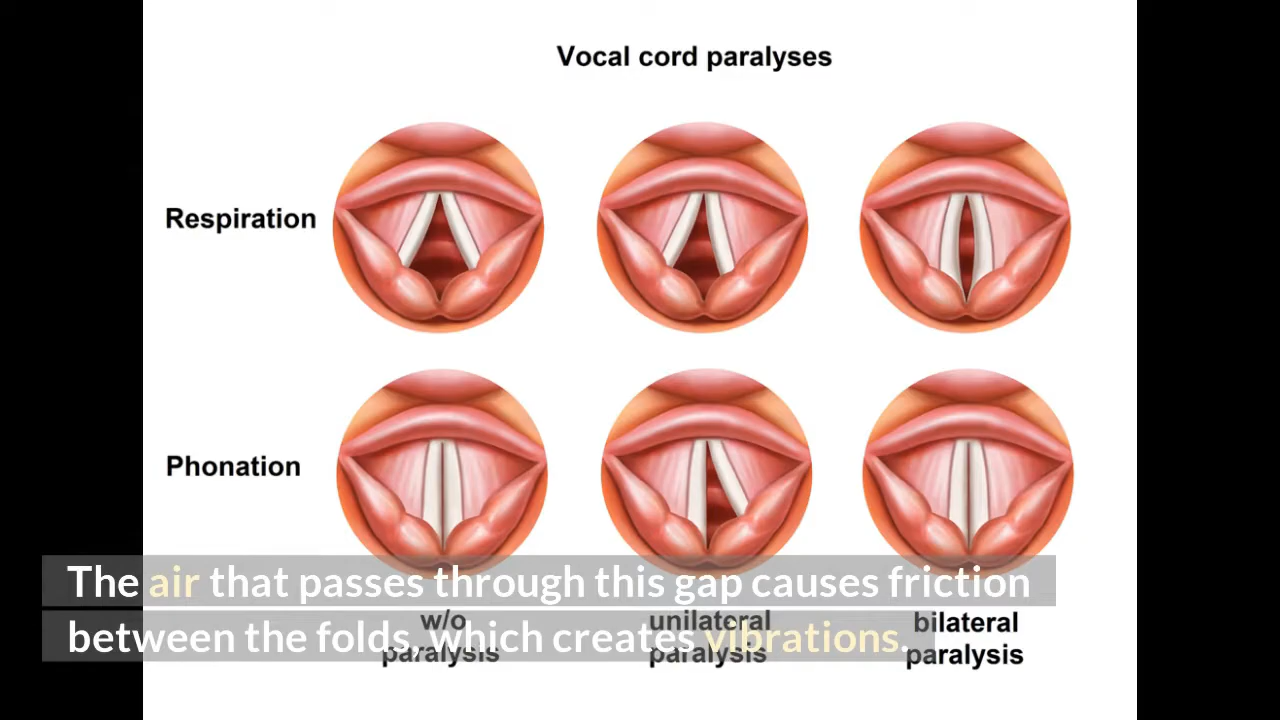 Vocal cord paralyses
Respiration
Phonation
The air that passes through this gap causes friction
between the folds, which creates vibrations.
w/o
paralysis
unilateral
paralysis
bilateral
paralysis